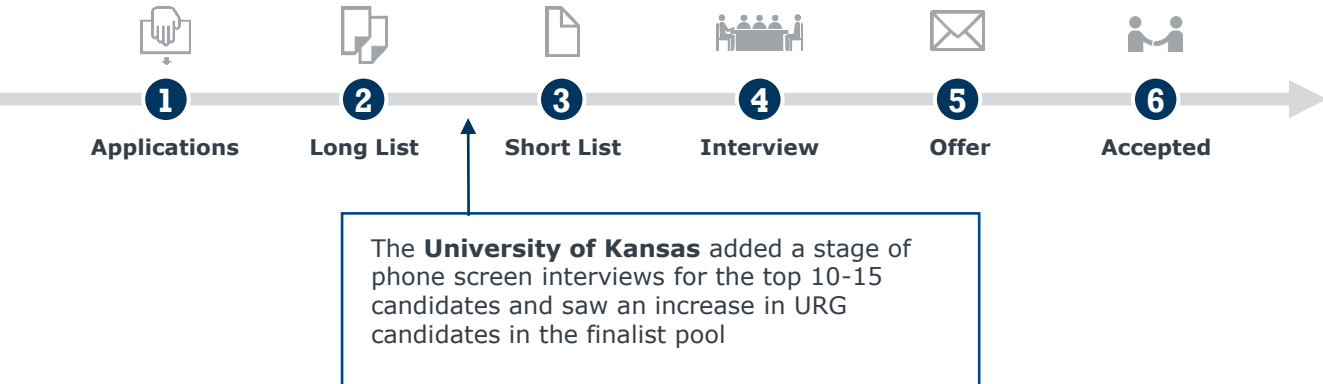 1 2 3 4 5 6
Applications Long List Short List Interview Offer Accepted
The University of Kansas added a stage of
phone screen interviews for the top 10-15
candidates and saw an increase in URG
candidates in the finalist pool